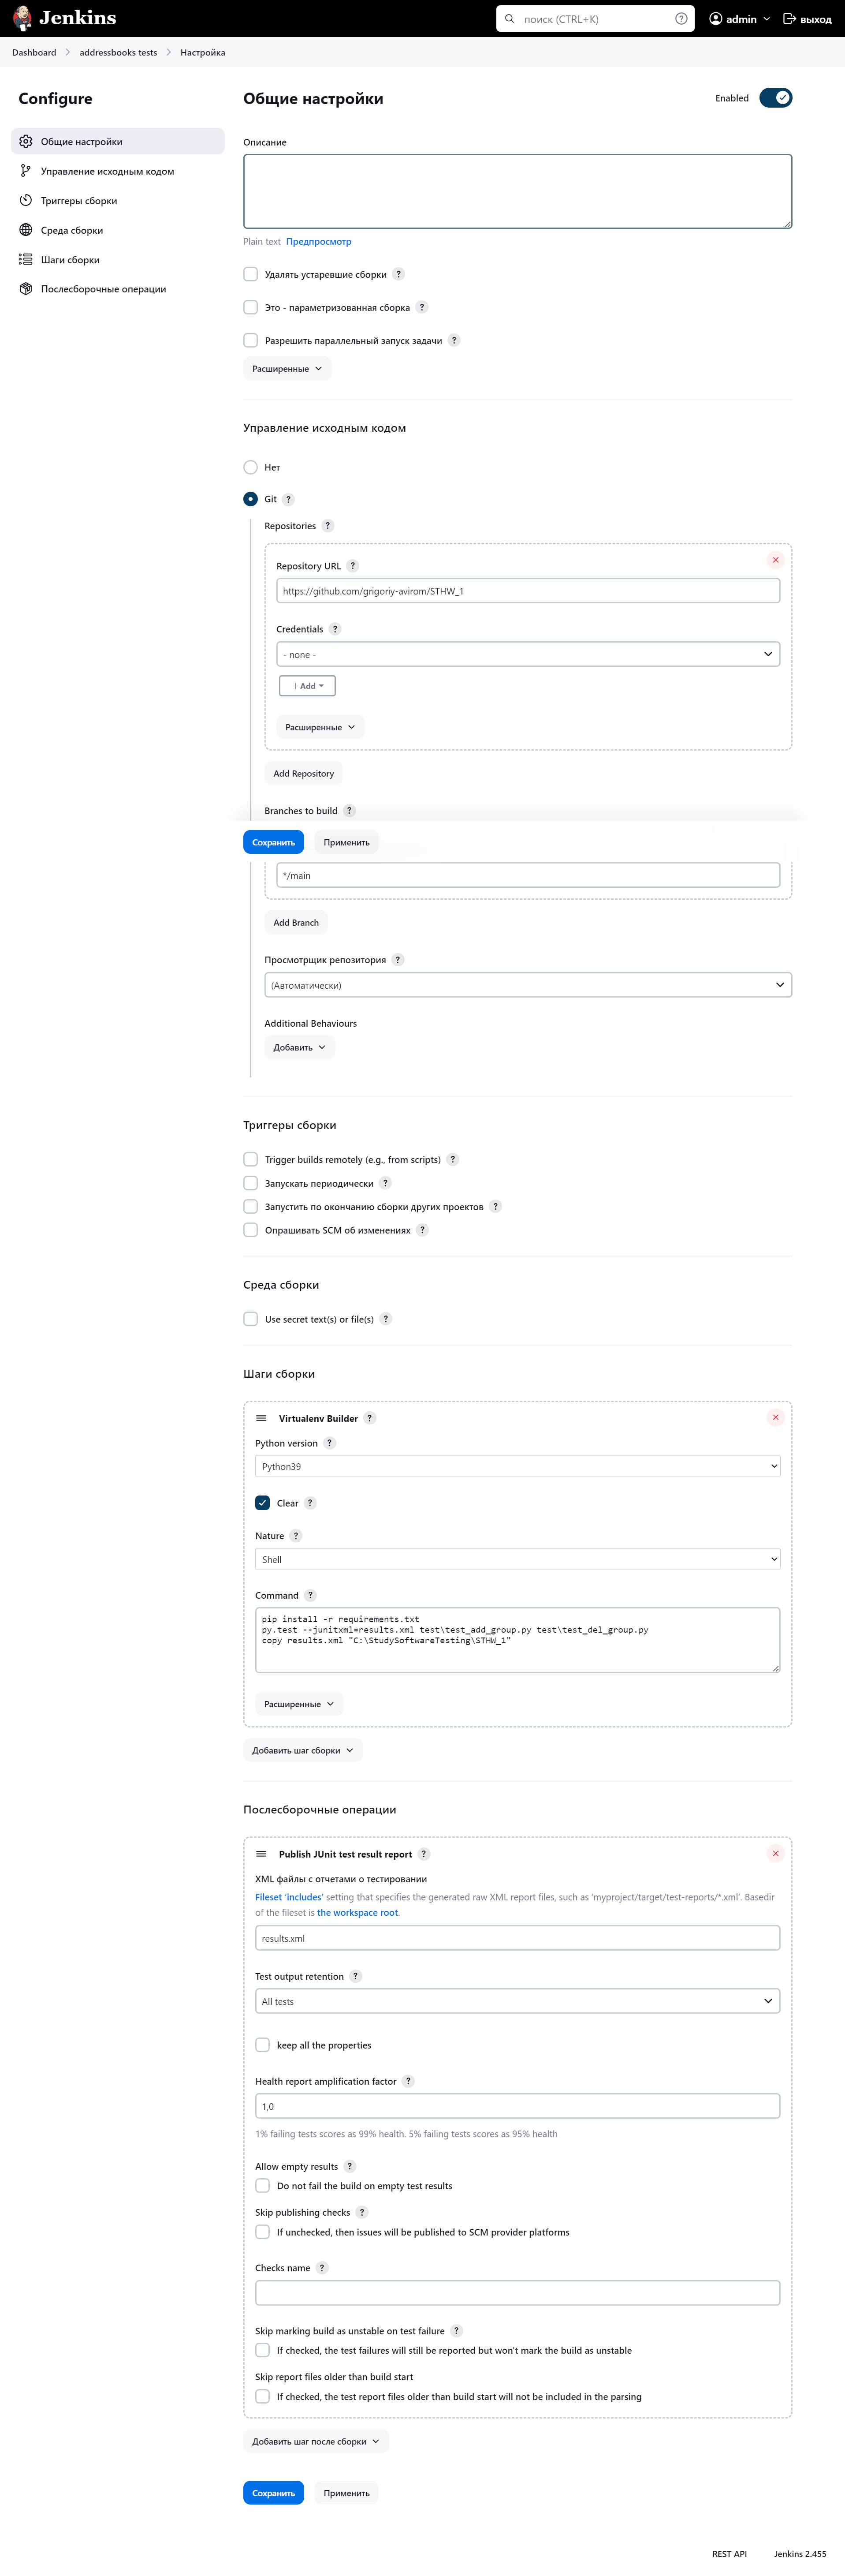 Jenkins
поиск (CTRL+K)
admin
выход
Dashboard
addressbooks tests
Настройка
Configure
Общие настройки
Управление исходным кодом
Триггеры сборки
Среда сборки
Шаги сборки
Послесборочные операции
Общие настройки
Enabled
Описание
Plain text Предпросмотр
Удалять устаревшие сборки ?
Это - параметризованная сборка ?
Разрешить параллельный запуск задачи ?
Расширенные
Управление исходным кодом
Нет
Git ?
Repositories ?
Repository URL ?
https://github.com/grigoriy-avirom/STHW_1
Credentials ?
- none -
+ Add
Расширенные
Add Repository
Branches to build ?
Сохранить
Применить
*/main
Add Branch
Просмотрщик репозитория ?
(Автоматически)
Additional Behaviours
Добавить
Триггеры сборки
Trigger builds remotely (e.g., from scripts) ?
Запускать периодически ?
Запустить по окончанию сборки других проектов ?
Опрашивать SCM об изменениях ?
Среда сборки
Use secret text(s) or file(s) ?
Шаги сборки
Virtualenv Builder ?
Python version ?
Python39
Clear ?
Nature ?
Shell
Command ?
pip install -r requirements.txt
py.test --junitxml=results.xml test\test_add_group.py test\test_del_group.py
copy results.xml "C:\StudySoftwareTesting\STHW_1"
Расширенные
Добавить шаг сборки
Послесборочные операции
Publish JUnit test result report ?
XML файлы с отчетами о тестировании
Fileset ‘includes’ setting that specifies the generated raw XML report files, such as ‘myproject/target/test-reports/*.xml’. Basedir
of the fileset is the workspace root.
results.xml
Test output retention ?
All tests
keep all the properties
Health report amplification factor ?
1,0
1% failing tests scores as 99% health. 5% failing tests scores as 95% health
Allow empty results ?
Do not fail the build on empty test results
Skip publishing checks ?
If unchecked, then issues will be published to SCM provider platforms
Checks name ?
Skip marking build as unstable on test failure ?
If checked, the test failures will still be reported but won't mark the build as unstable
Skip report files older than build start
If checked, the test report files older than build start will not be included in the parsing
Добавить шаг после сборки
Сохранить
Применить
REST API
Jenkins 2.455